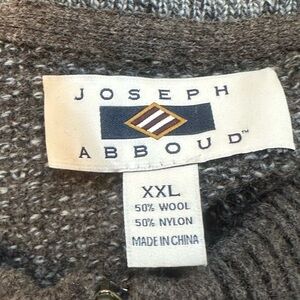 JOSEPH
ABBOUD™
XXL
50% WOOL
50% NYLON
MADE IN CHINA